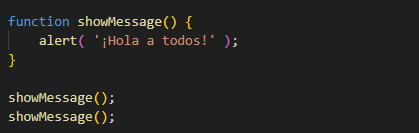 function showMessage() {
    alert( '¡Hola a todos!' );
}

showMessage();
showMessage();